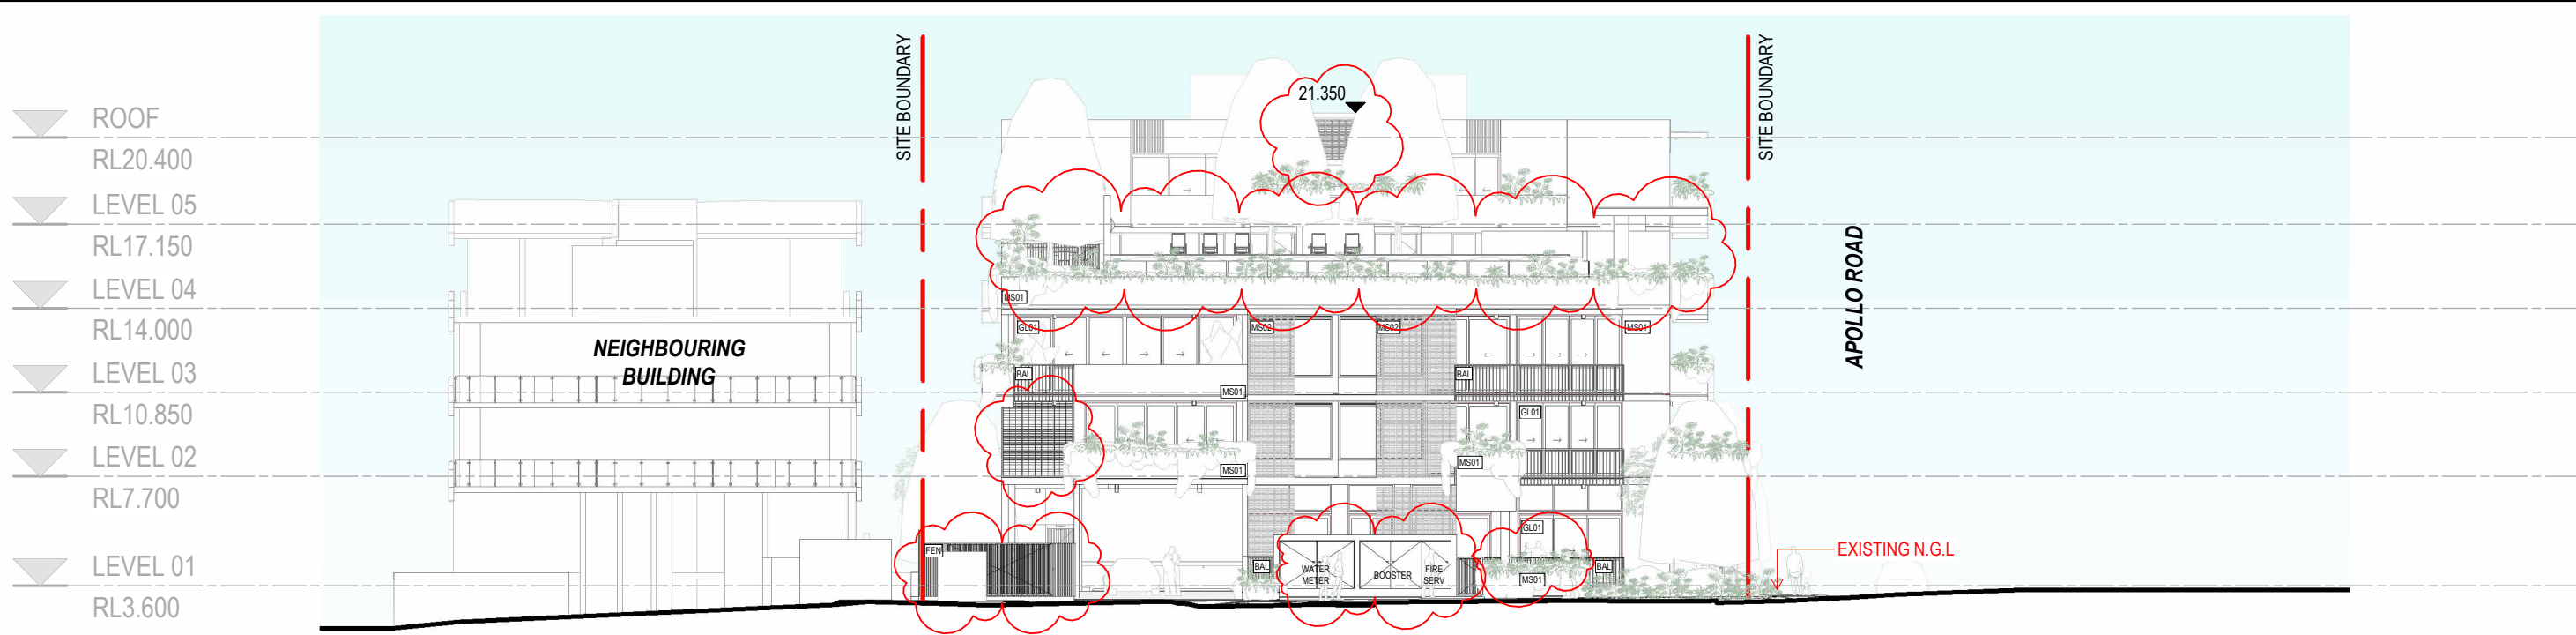 SITE BOUNDARY
SITE BOUNDARY
21.350
ROOF
RL20.400
LEVEL 05
RL17.150
LEVEL 04
RL14.000
LEVEL 03
RL10.850
LEVEL 02
RL7.700
LEVEL 01
RL3.600
NEIGHBOURING
BUILDING
APOLLO ROAD
MS01
GL01
MS02
MS02
MS01
BAL
BAL
MS01
GL01
MS01
MS01
GL01
FEN
BAL
WATER
METER
BOOSTER
FIRE
SERV
MS01
BAL
EXISTING N.G.L